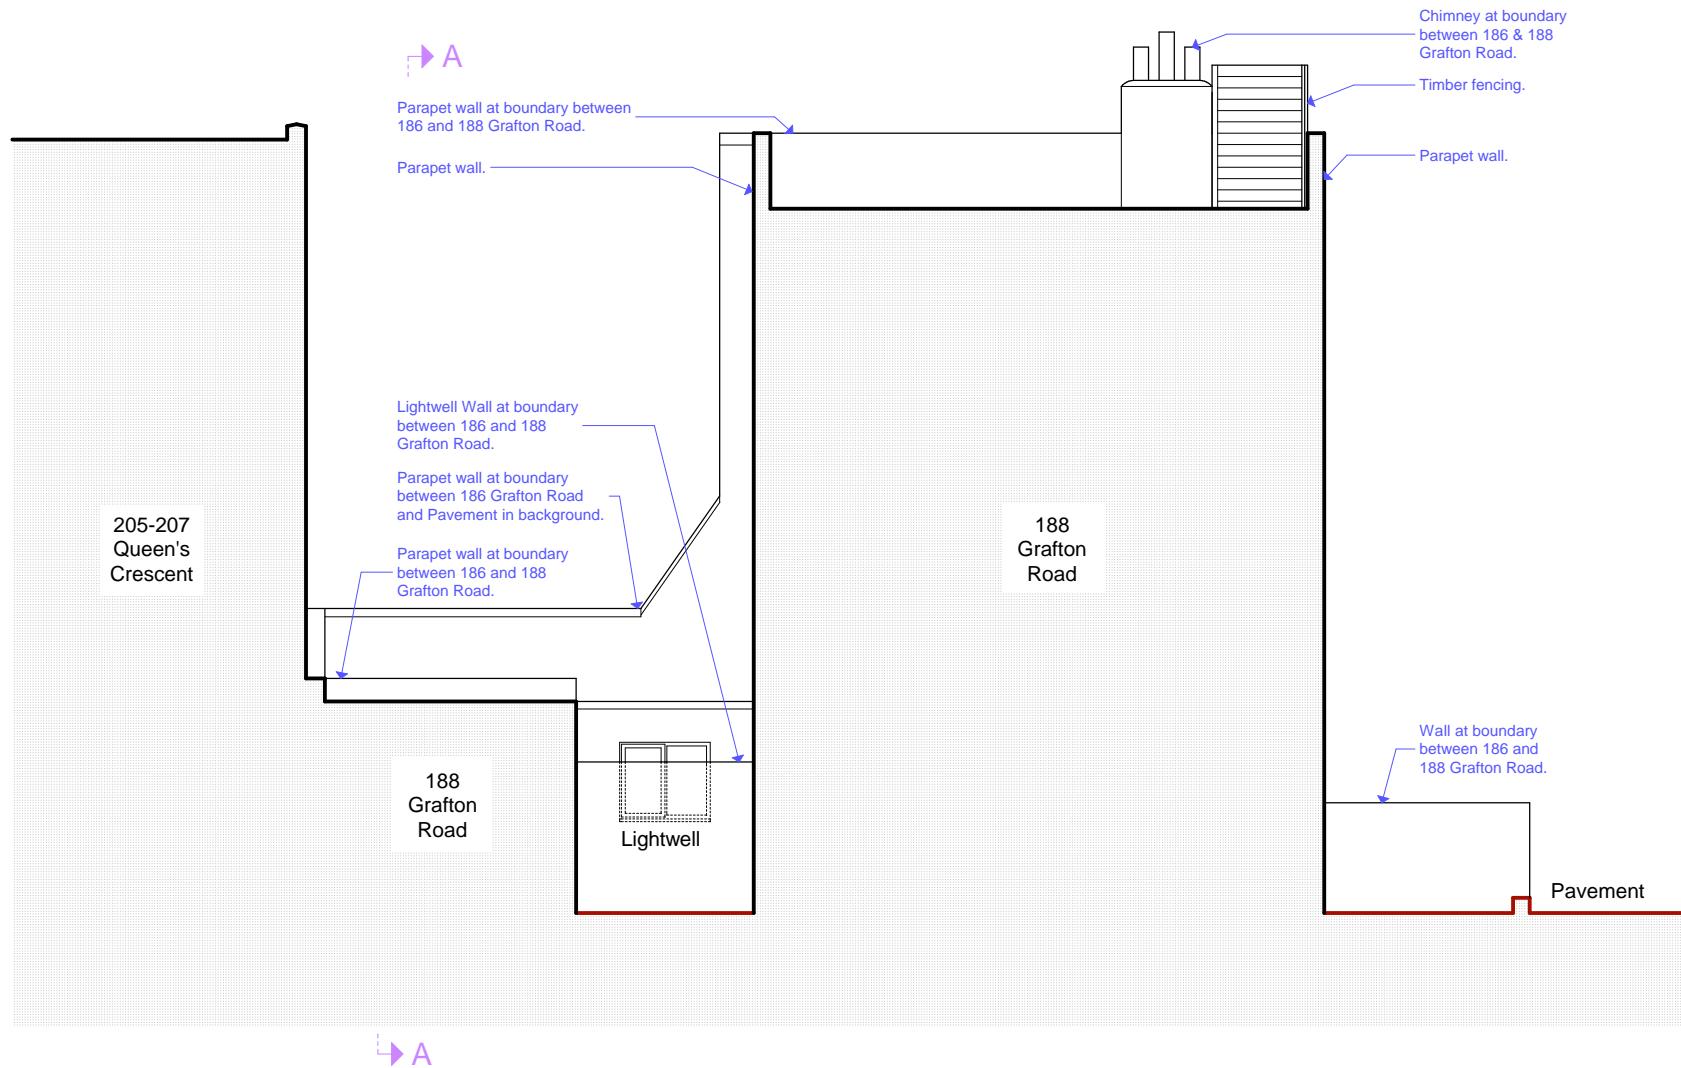 A
Chimney at boundary
between 186 & 188
Grafton Road.
Timber fencing.
Parapet wall at boundary between
186 and 188 Grafton Road.
Parapet wall.
Parapet wall.
Lightwell Wall at boundary
between 186 and 188
Grafton Road.
Parapet wall at boundary
between 186 Grafton Road
and Pavement in background.
Parapet wall at boundary
between 186 and 188
Grafton Road.
205-207
Queen's
Crescent
188
Grafton
Road
188
Grafton
Road
Lightwell
Wall at boundary
between 186 and
188 Grafton Road.
Pavement
A